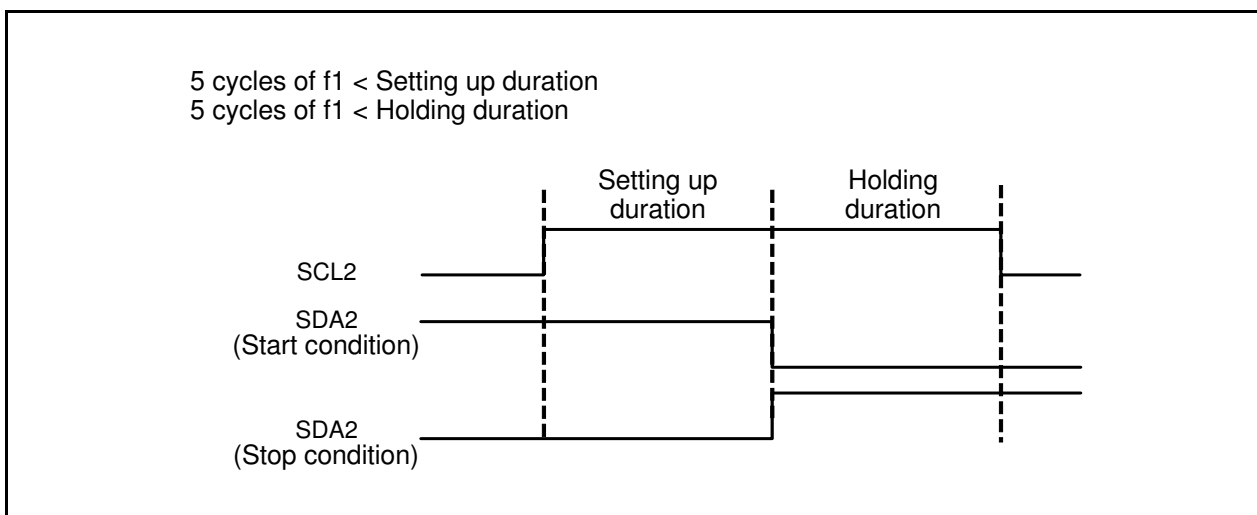 5 cycles of f1 < Setting up duration
5 cycles of f1 < Holding duration
Setting up
duration
Holding
duration
SCL2
SDA2
(Start condition)
SDA2
(Stop condition)